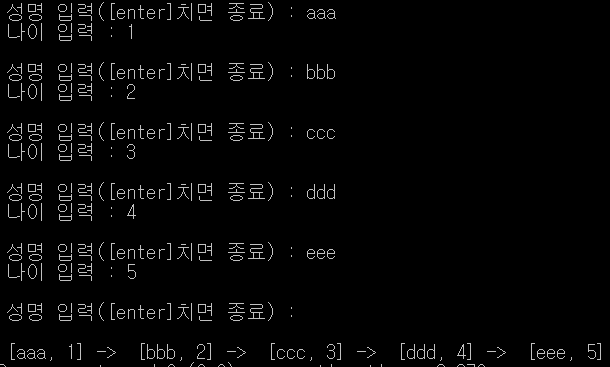 성명 입력([enter]치면 종료) : aaa
나이 입력 : 1
성명 입력([enter]치면 종료) : bbb
나이 입력 : 2
성명 입력([enter]치면 종료) : ccc
나이 입력 : 3
성명 입력([enter]치면 종료) : ddd
나이 입력 : 4
성명 입력([enter]치면 종료) : eee
나이 입력 : 5
성명 입력([enter]치면 종료) :
[aaa, 1] -> [bbb, 2] -> [ccc, 3] -> [ddd, 4] -> [eee, 5]